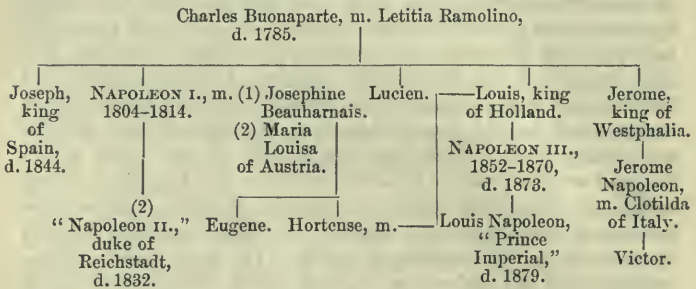 Charles Buonaparte, m. Letitia Ramolino,
d. 1785.
Joseph,
king
of
Spain,
d. 1844.
NAPOLEON I., m.
1804–1814.
(1) Josephine
Beauharnais.
(2) Maria
Louisa
of Austria.
Lucien.
Louis, king
of Holland.
Jerome,
king of
Westphalia.
NAPOLEON III.,
1852–1870,
d. 1873.
Jerome
Napoleon,
m. Clotilda
of Italy.
(2)
“Napoleon II.,”
duke of
Reichstadt,
d. 1832.
Eugene.
Hortense, m.
Louis Napoleon,
“Prince
Imperial,”
d. 1879.
Victor.